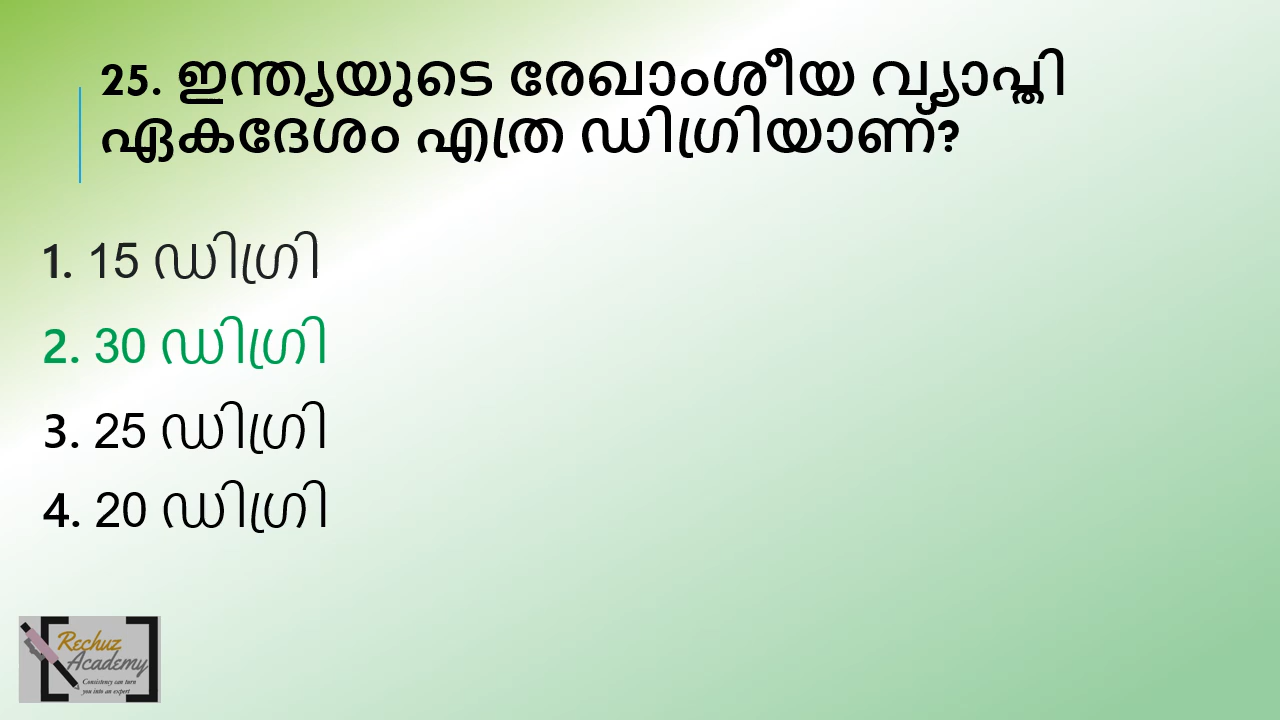 25. ഇന്ത്യയുടെ രേഖാംശീയ വ്യാപ്തി
ഏകദേശം എത്ര ഡിഗ്രിയാണ്?
1. 15 ഡിഗ്രി
2. 30 ഡിഗ്രി
3. 25 ഡിഗ്രി
4. 20 ഡിഗ്രി
Rechuz
Academy
Consistency can turn
you into an expert